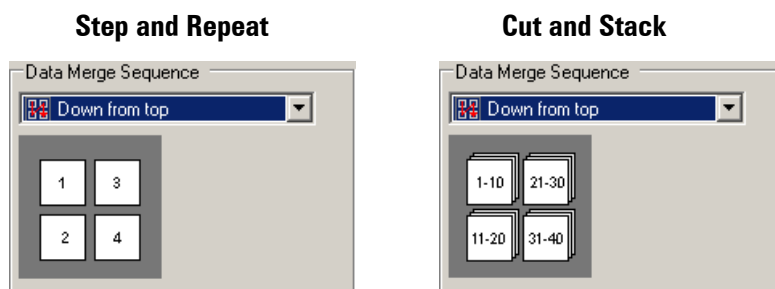 Step and Repeat
Data Merge Sequence
Down from top
1 3
2 4
Cut and Stack
Data Merge Sequence
Down from top
1-10 21-30
11-20 31-40